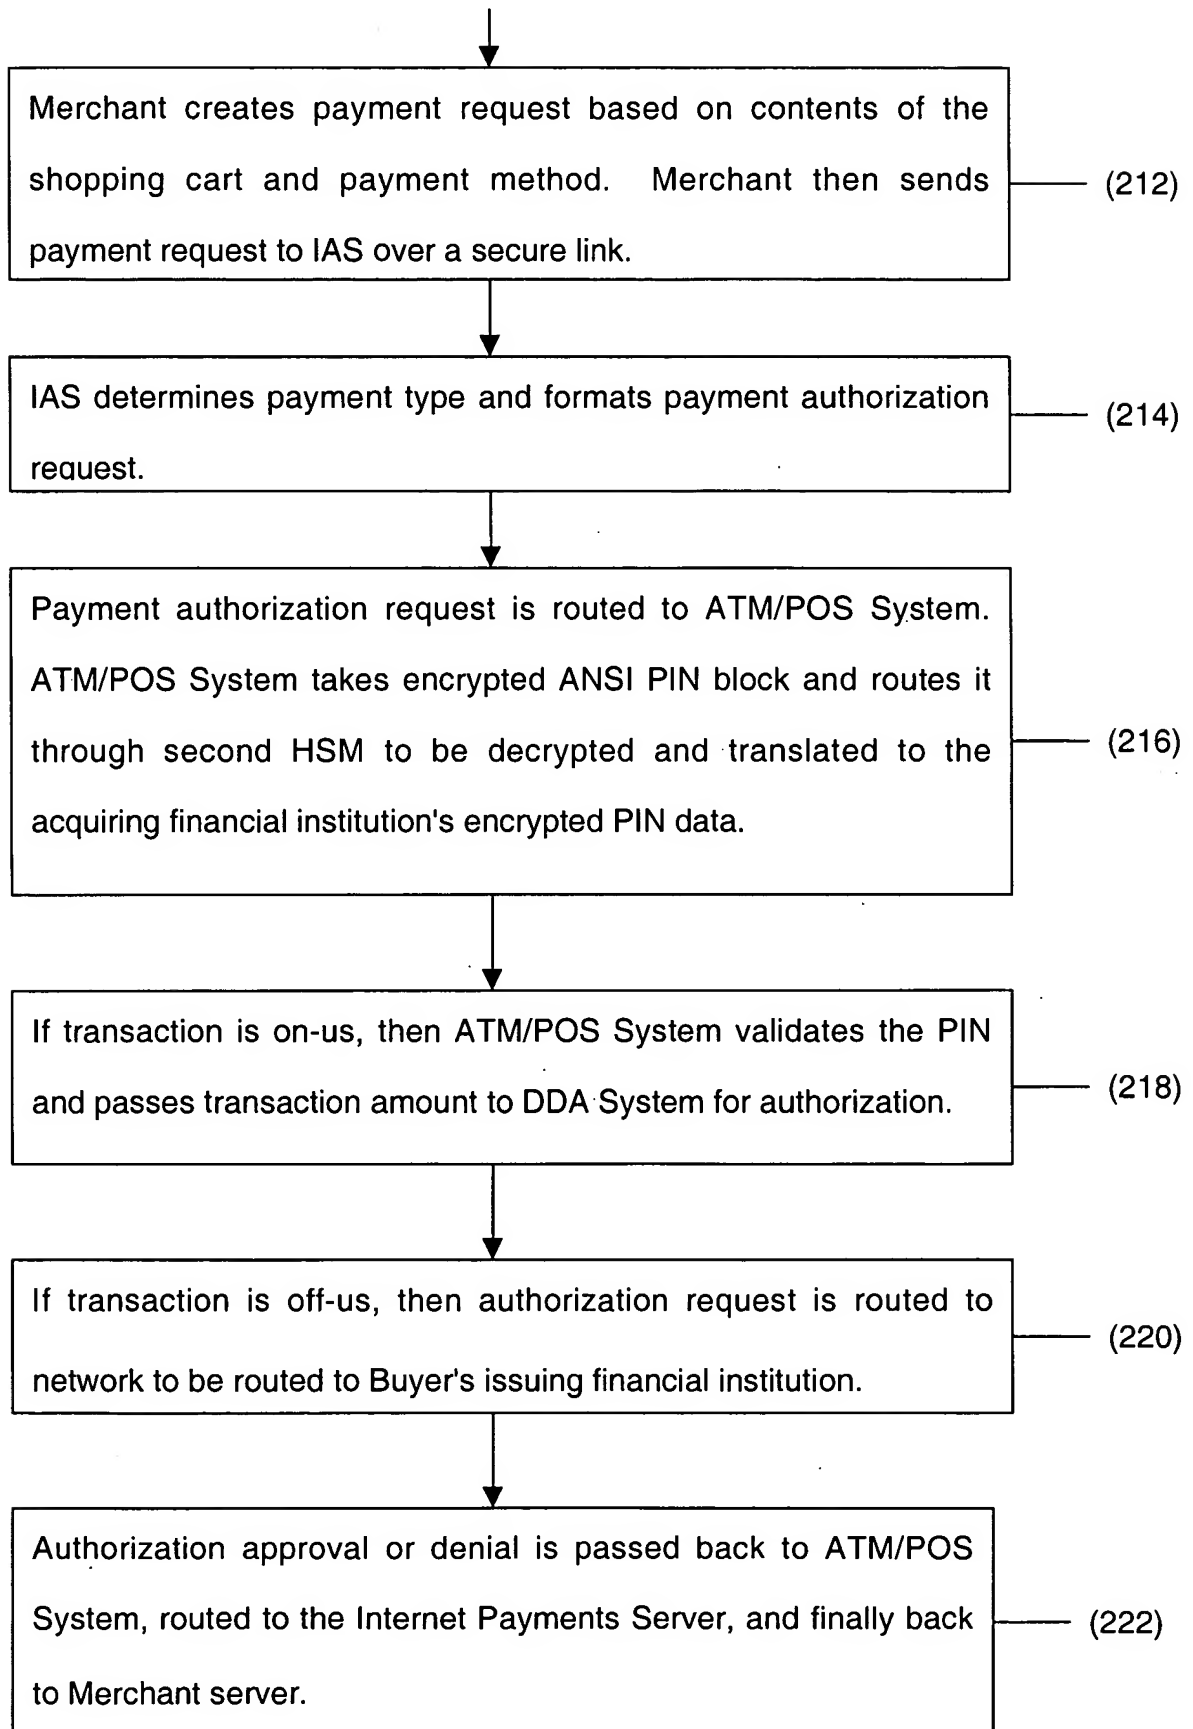 Merchant creates payment request based on contents of the
shopping cart and payment method. Merchant then sends
payment request to IAS over a secure link.
(212)
IAS determines payment type and formats payment authorization
request.
(214)
Payment authorization request is routed to ATM/POS System.
ATM/POS System takes encrypted ANSI PIN block and routes it
through second HSM to be decrypted and translated to the
acquiring financial institution's encrypted PIN data.
(216)
If transaction is on-us, then ATM/POS System validates the PIN
and passes transaction amount to DDA System for authorization.
(218)
If transaction is off-us, then authorization request is routed to
network to be routed to Buyer's issuing financial institution.
(220)
Authorization approval or denial is passed back to ATM/POS
System, routed to the Internet Payments Server, and finally back
to Merchant server.
(222)